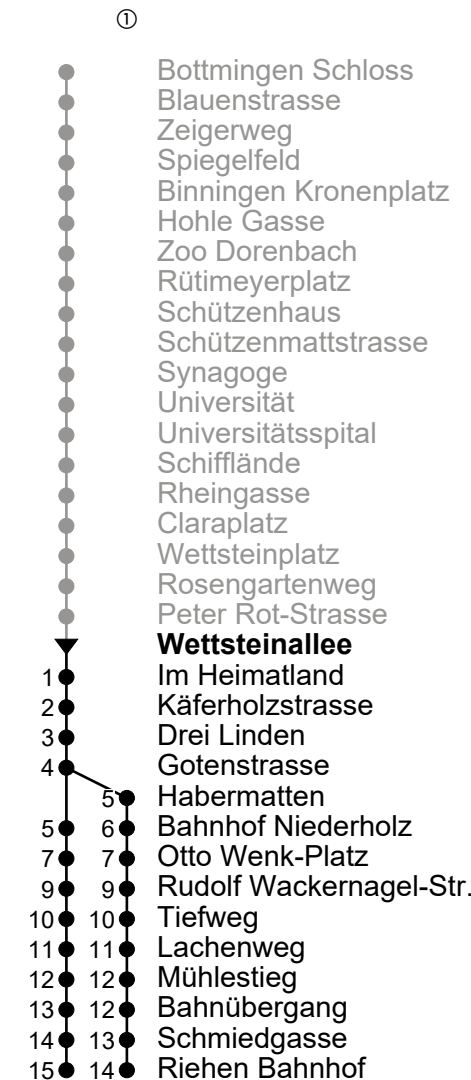 ①
Bottmingen Schloss
Blauenstrasse
Zeigerweg
Spiegelfeld
Binningen Kronenplatz
Hohle Gasse
Zoo Dorenbach
Rütimeyerplatz
Schützenhaus
Schützenmattstrasse
Synagoge
Universität
Universitätsspital
Schifflände
Rheingasse
Claraplatz
Wettsteinplatz
Rosengartenweg
Peter Rot-Strasse
Wettsteinallee
1 Im Heimatland
2 Käferholzstrasse
3 Drei Linden
4 Gotenstrasse
5 Habermatten
5 6 Bahnhof Niederholz
7 7 Otto Wenk-Platz
9 9 Rudolf Wackernagel-Str.
10 10 Tiefweg
11 11 Lachenweg
12 12 Mühlestieg
13 12 Bahnübergang
14 13 Schmiedgasse
15 14 Riehen Bahnhof